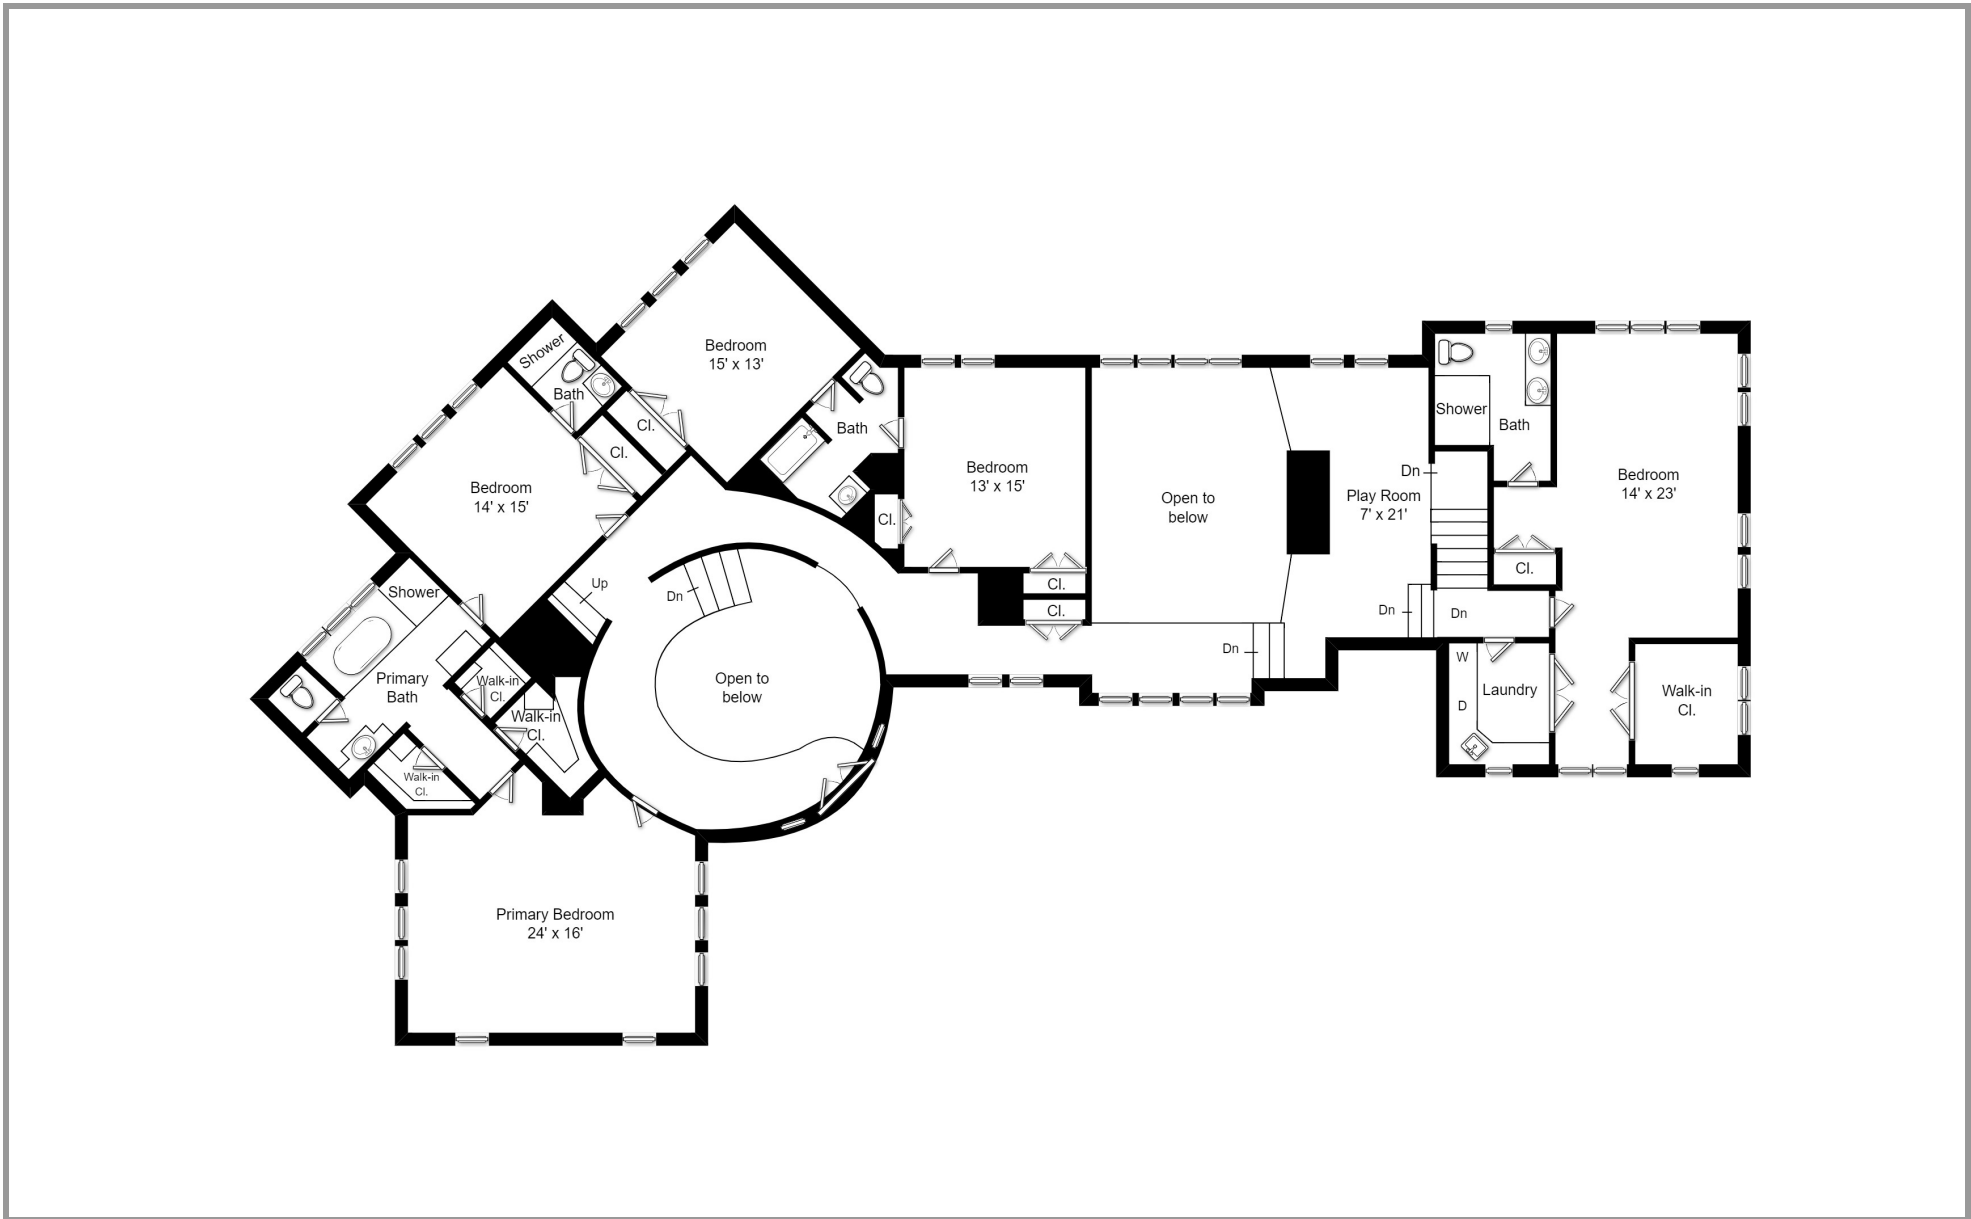 Shower
Bath
Bedroom
15' x 13'
Cl.
Cl.
Bedroom
14' x 15'
Bath
Cl.
Bedroom
13' x 15'
Cl.
Cl.
Open to
below
Play Room
7' x 21'
Dn
Shower
Bath
Bedroom
14' x 23'
Cl.
Dn
Dn
Dn
W
D
Laundry
Walk-in
Cl.
Up
Dn
Open to
below
Shower
Primary
Bath
Walk-in
Cl.
Walk-in
Cl.
Walk-in
Cl.
Primary Bedroom
24' x 16'